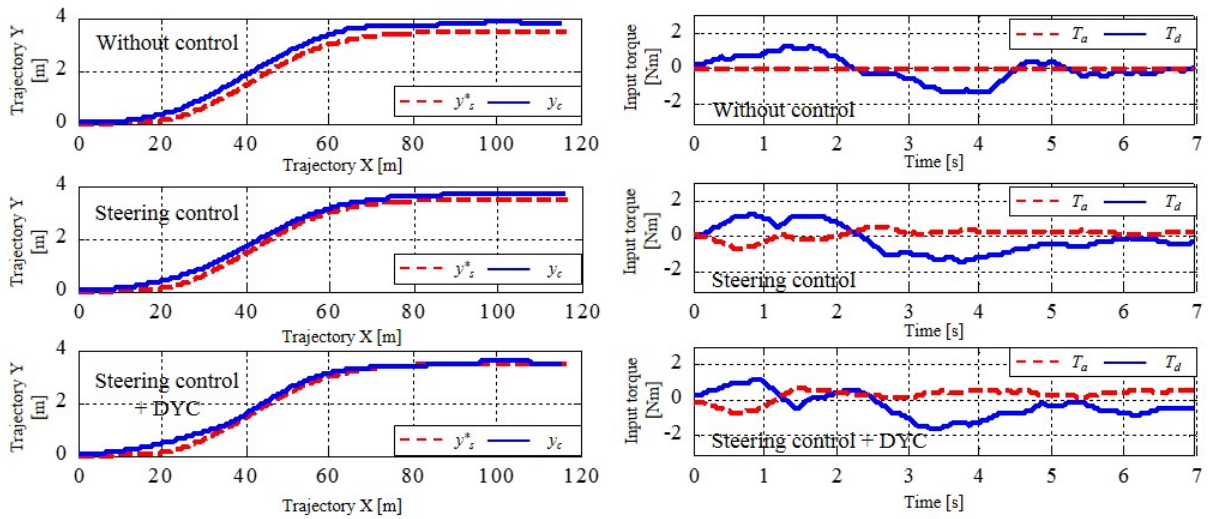 Trajectory Y
[m]
4
2
0
Without control
y*s yc
0 20 40 60 80 100 120
Trajectory X [m]
Input torque
[Nm]
2
0
-2
Ta Td
Without control
0 1 2 3 4 5 6 7
Time [s]
Trajectory Y
[m]
4
2
0
Steering control
y*s yc
0 20 40 60 80 100 120
Trajectory X [m]
Input torque
[Nm]
2
0
-2
Ta Td
Steering control
0 1 2 3 4 5 6 7
Time [s]
Trajectory Y
[m]
4
2
0
Steering control
+ DYC
y*s yc
0 20 40 60 80 100 120
Trajectory X [m]
Input torque
[Nm]
2
0
-2
Ta Td
Steering control + DYC
0 1 2 3 4 5 6 7
Time [s]